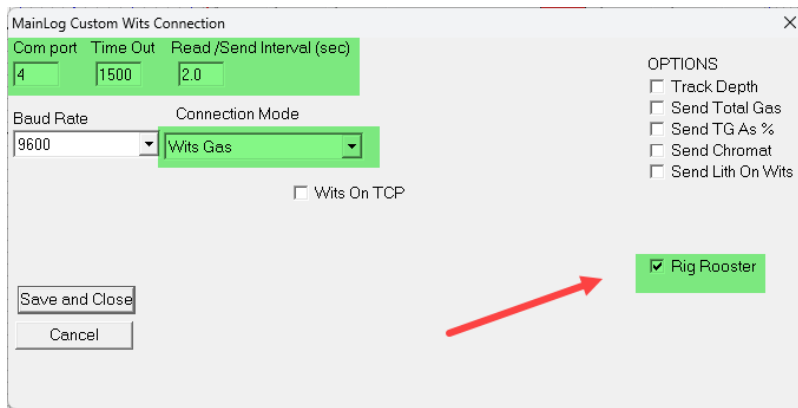 MainLog Custom Wits Connection
Com port Time Out Read /Send Interval (sec)
4 1500 2.0
Baud Rate Connection Mode
9600 Wits Gas
Wits On TCP
OPTIONS
Track Depth
Send Total Gas
Send TG As %
Send Chromat
Send Lith On Wits
Rig Rooster
Save and Close
Cancel